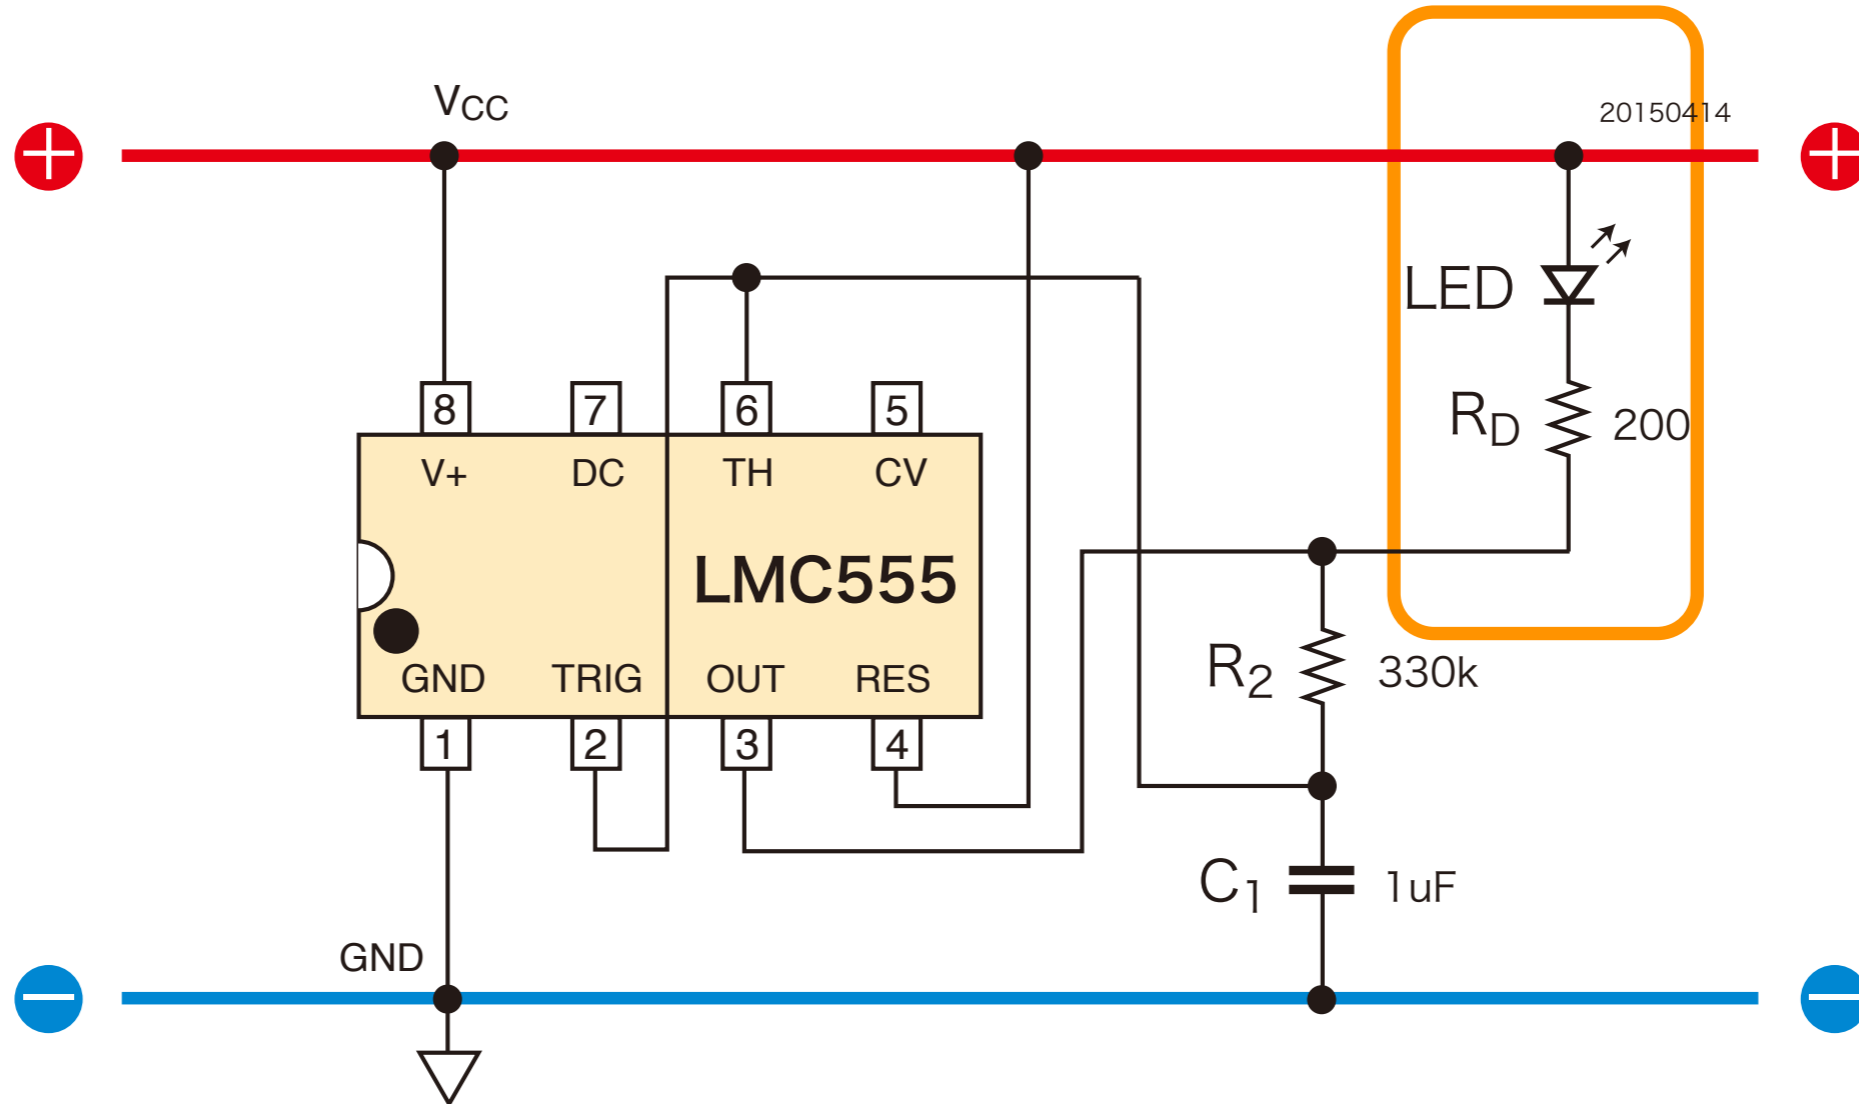 VCC
20150414
LED
RD 200
8 7 6 5
V+ DC TH CV
LMC555
GND TRIG OUT RES
1 2 3 4
R2 330k
C1 1uF
GND